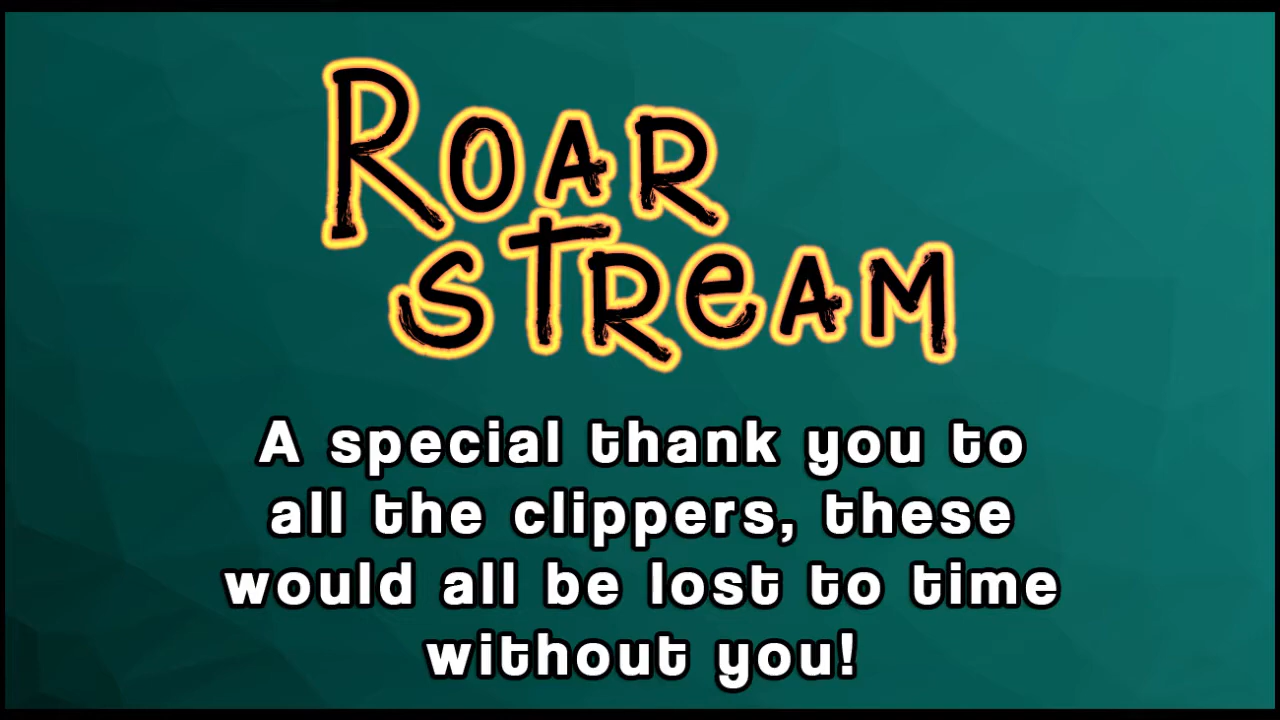 Roar
stream
A special thank you to
all the clippers, these
would all be lost to time
without you!